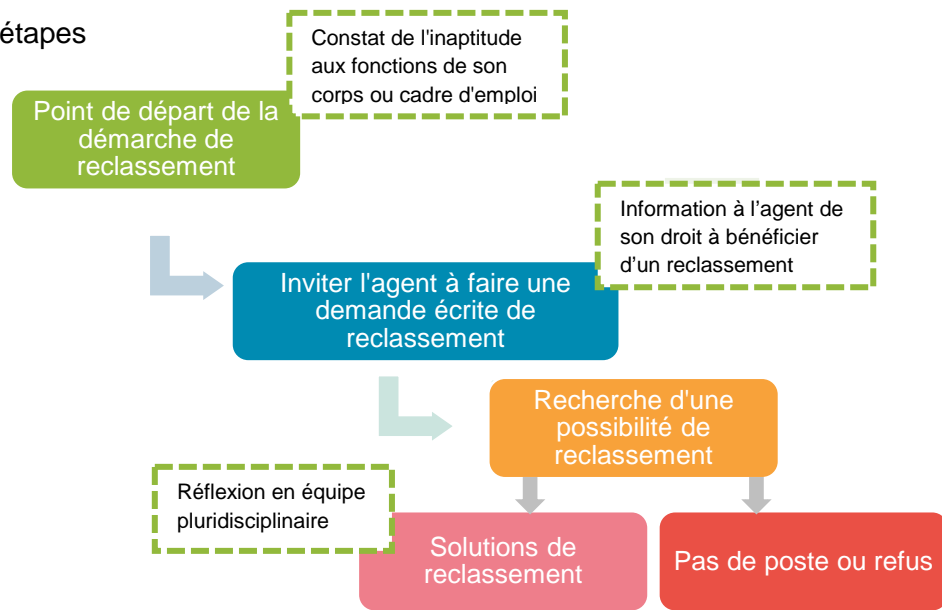 étapes
Constat de l'inaptitude
aux fonctions de son
corps ou cadre d'emploi
Point de départ de la
démarche de
reclassement
Information à l’agent de
son droit à bénéficier
d’un reclassement
Inviter l'agent à faire une
demande écrite de
reclassement
Recherche d'une
possibilité de
reclassement
Réflexion en équipe
pluridisciplinaire
Solutions de
reclassement
Pas de poste ou refus